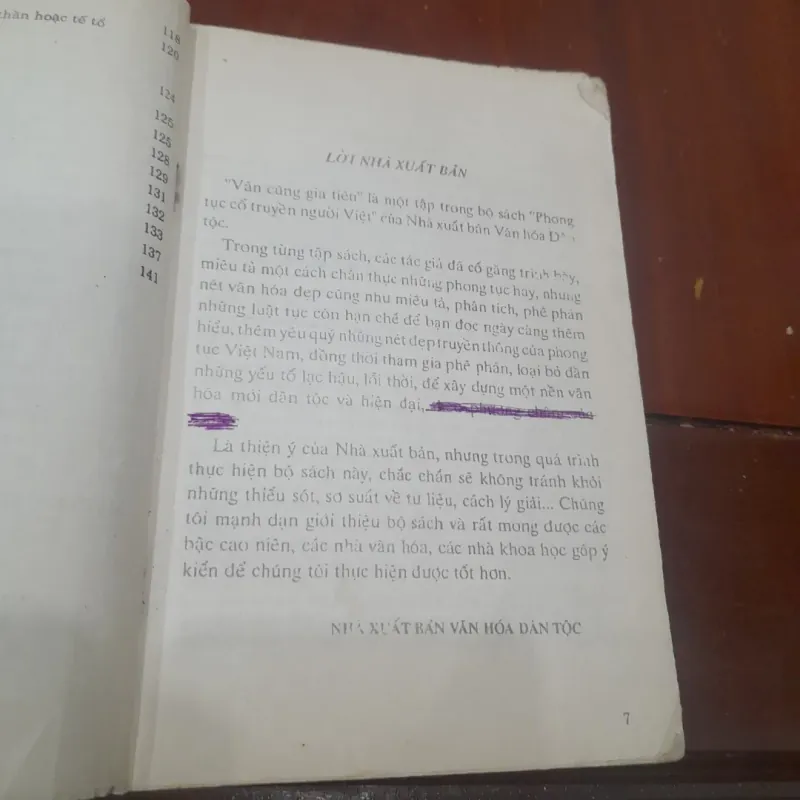 thần hoặc tế tổ 118
120
124
125
125
128
129
131
132
133
137
141
LỜI NHÀ XUẤT BẢN
"Văn cúng gia tiên" là một tập trong bộ sách "Phong
tục cổ truyền người Việt" của Nhà xuất bản Văn hóa
tộc.
Trong từng tập sách, các tác giả đã cố gắng trình bày,
miêu tả một cách chân thực những phong tục hay, nhưng
nét văn hóa đẹp cũng như miêu tả, phân tích, phê phán
những luật tục còn hạn chế để bạn đọc ngày càng thêm
hiểu, thêm yêu quý những nét đẹp truyền thống của phong
tục Việt Nam, đồng thời tham gia phê phán, loại bỏ dần
những yếu tố lạc hậu, lỗi thời, để xây dựng một nền văn
hóa mới dân tộc và hiện đại, phương châm của
Là thiện ý của Nhà xuất bản, nhưng trong quá trình
thực hiện bộ sách này, chắc chắn sẽ không tránh khỏi
những thiếu sót, sơ suất về tư liệu, cách lý giải... Chúng
tôi mạnh dạn giới thiệu bộ sách và rất mong được các
bậc cao niên, các nhà văn hóa, các nhà khoa học góp ý
kiến để chúng tôi thực hiện được tốt hơn.
NHÀ XUẤT BẢN VĂN HÓA DÂN TỘC
7